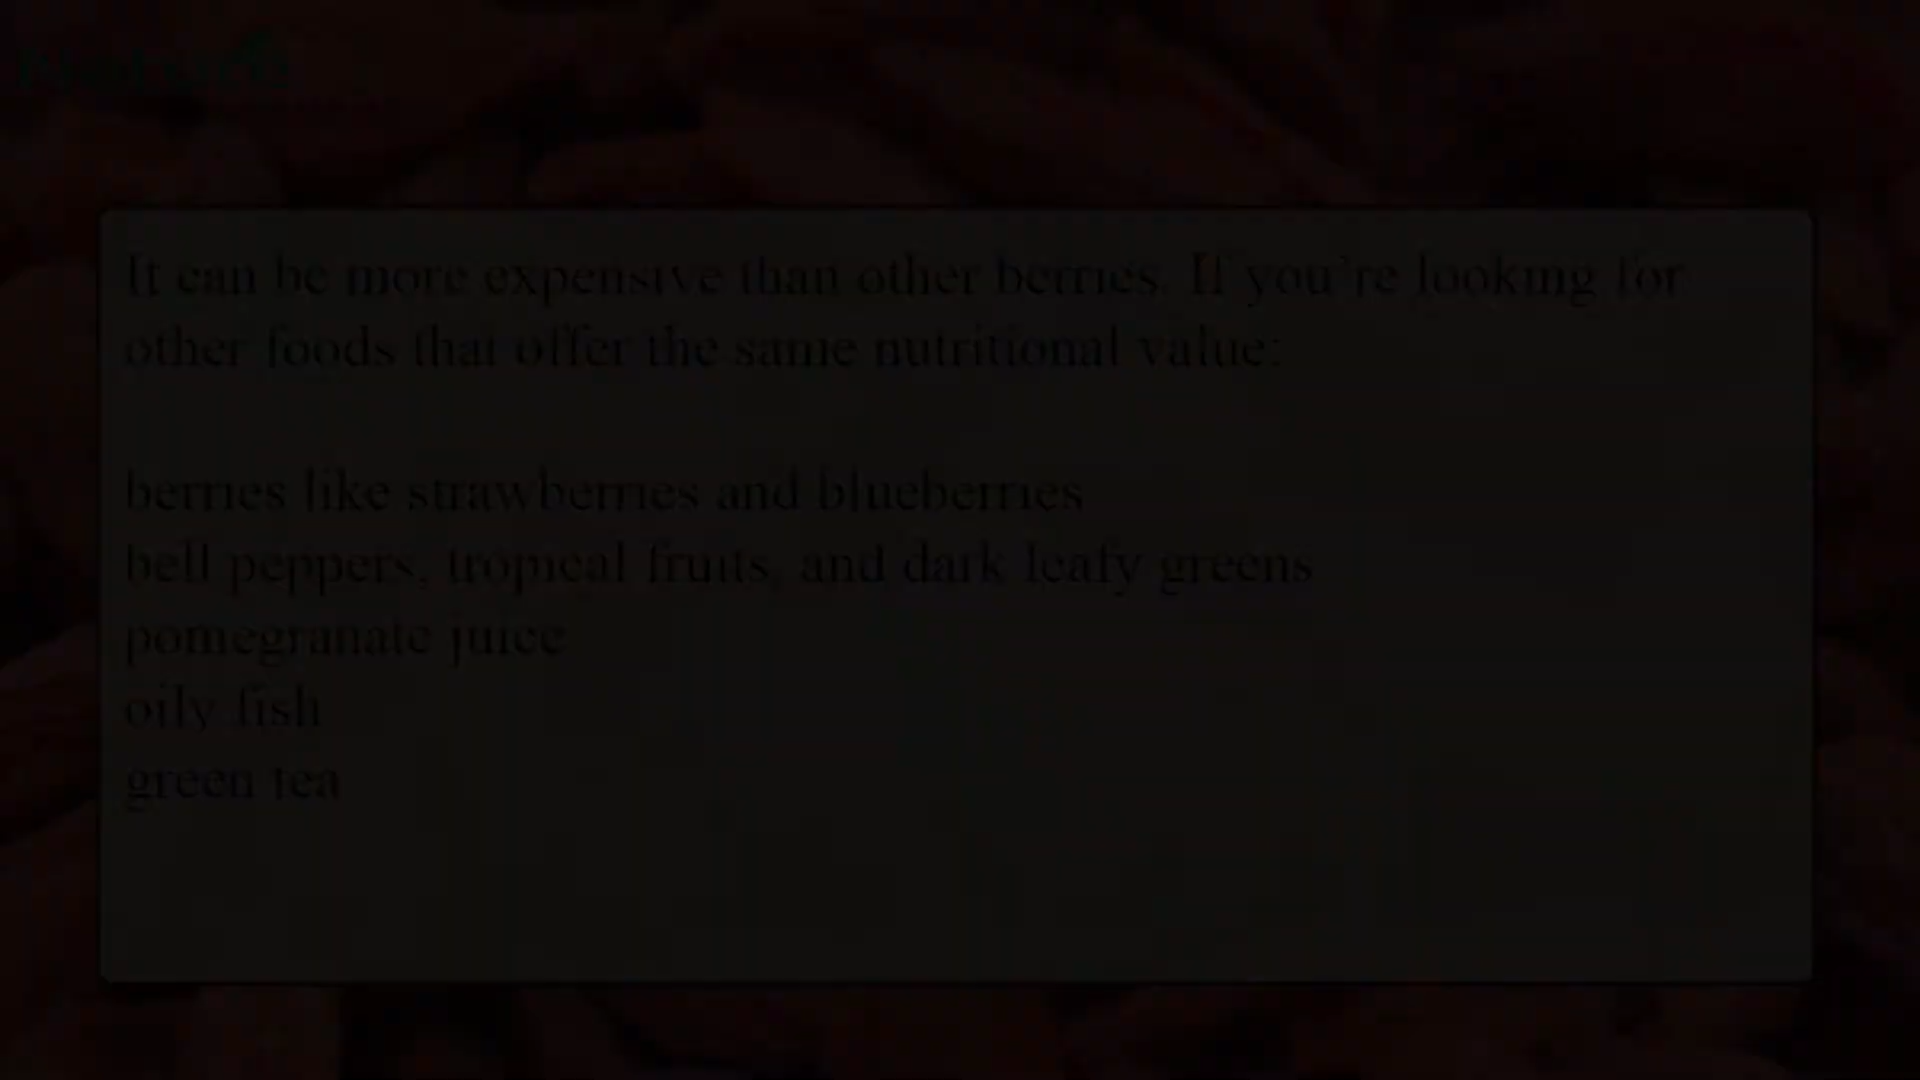 Nature
It can be more expensive than other berries. If you're looking for
other foods that offer the same nutritional value:
berries like strawberries and blueberries
bell peppers, tropical fruits, and dark leafy greens
pomegranate juice
oily fish
green tea